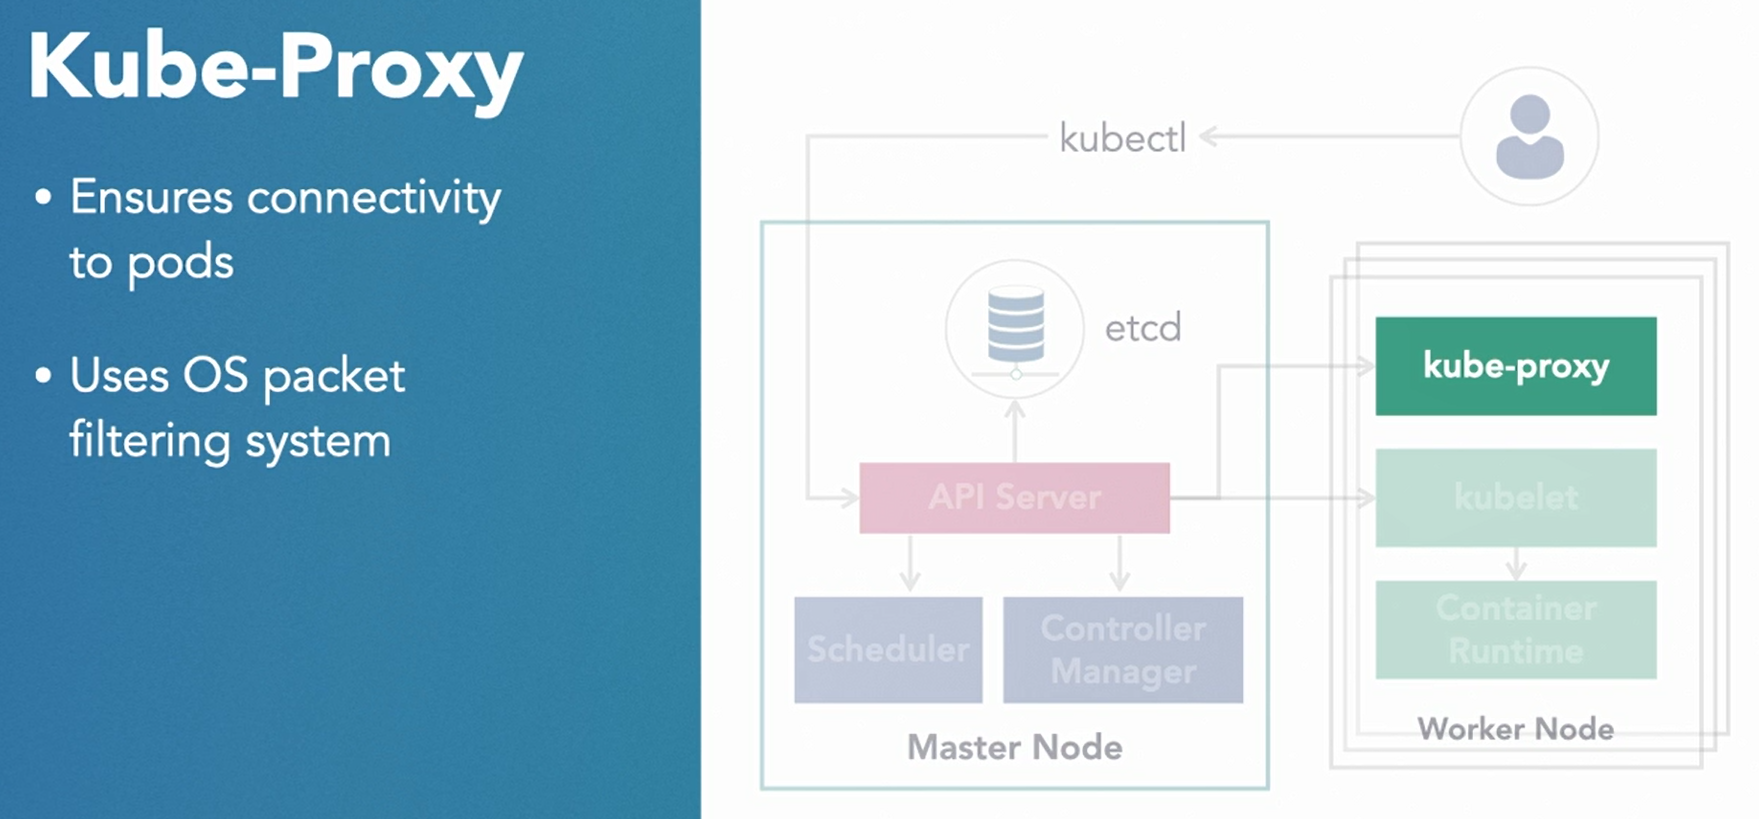 Kube-Proxy
• Ensures connectivity
to pods
• Uses OS packet
filtering system
kubectl
etcd
API Server
Scheduler
Controller
Manager
Master Node
kube-proxy
kubelet
Container
Runtime
Worker Node